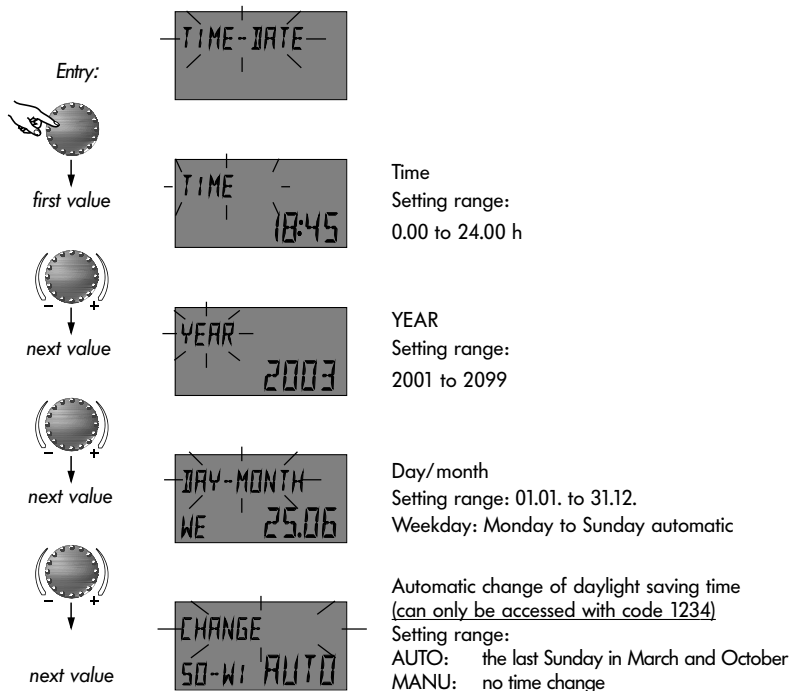 TIME-DATE
Entry:
first value
TIME
18:45
Time
Setting range:
0.00 to 24.00 h
- +
next value
YEAR
2003
YEAR
Setting range:
2001 to 2099
- +
next value
DAY-MONTH
WE 25.06
Day/month
Setting range: 01.01. to 31.12.
Weekday: Monday to Sunday automatic
- +
next value
CHANGE
SO-WI AUTO
Automatic change of daylight saving time
(can only be accessed with code 1234)
Setting range:
AUTO: the last Sunday in March and October
MANU: no time change